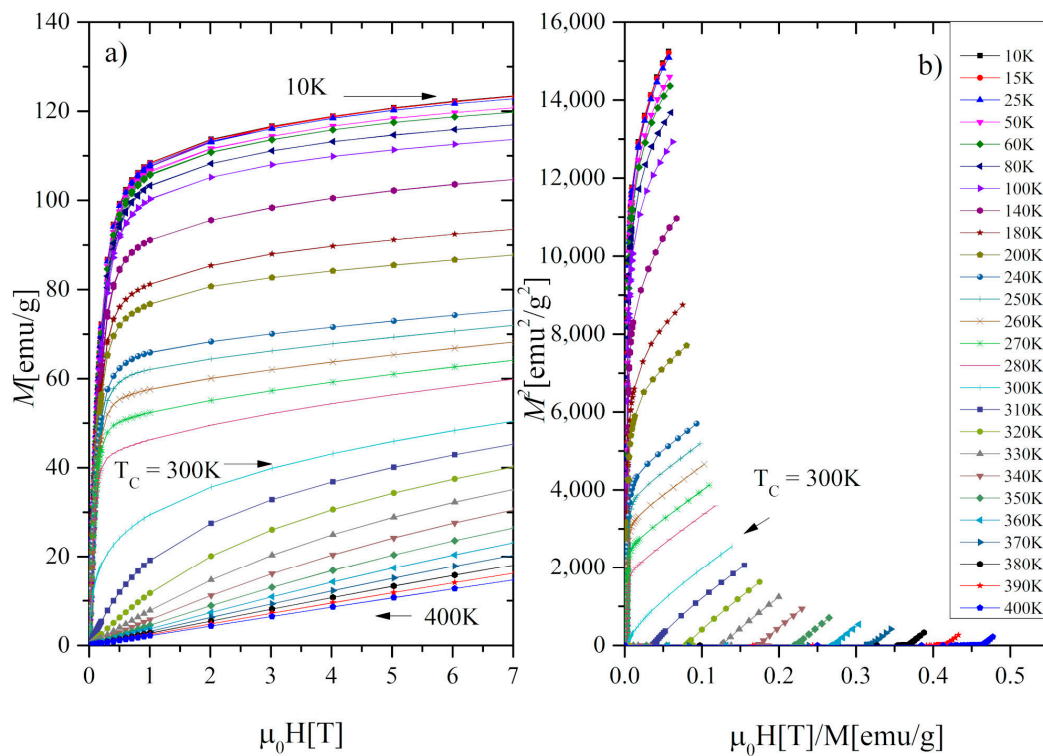 a)
10K
T_C = 300K
400K
M[emu/g]
140
120
100
80
60
40
20
0
0 1 2 3 4 5 6 7
μ₀H[T]
b)
T_C = 300K
M²[emu²/g²]
16,000
14,000
12,000
10,000
8,000
6,000
4,000
2,000
0
0.0 0.1 0.2 0.3 0.4 0.5
μ₀H[T]/M[emu/g]
10K
15K
25K
50K
60K
80K
100K
140K
180K
200K
240K
250K
260K
270K
280K
300K
310K
320K
330K
340K
350K
360K
370K
380K
390K
400K